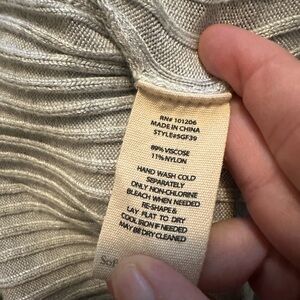 RN# 101206
MADE IN CHINA
STYLE#SGF39
89% VISCOSE
11% NYLON
HAND WASH COLD
SEPARATELY
ONLY NON-CHLORINE
BLEACH WHEN NEEDED
RE-SHAPE &
LAY FLAT TO DRY
COOL IRON IF NEEDED
MAY BE DRY CLEANED